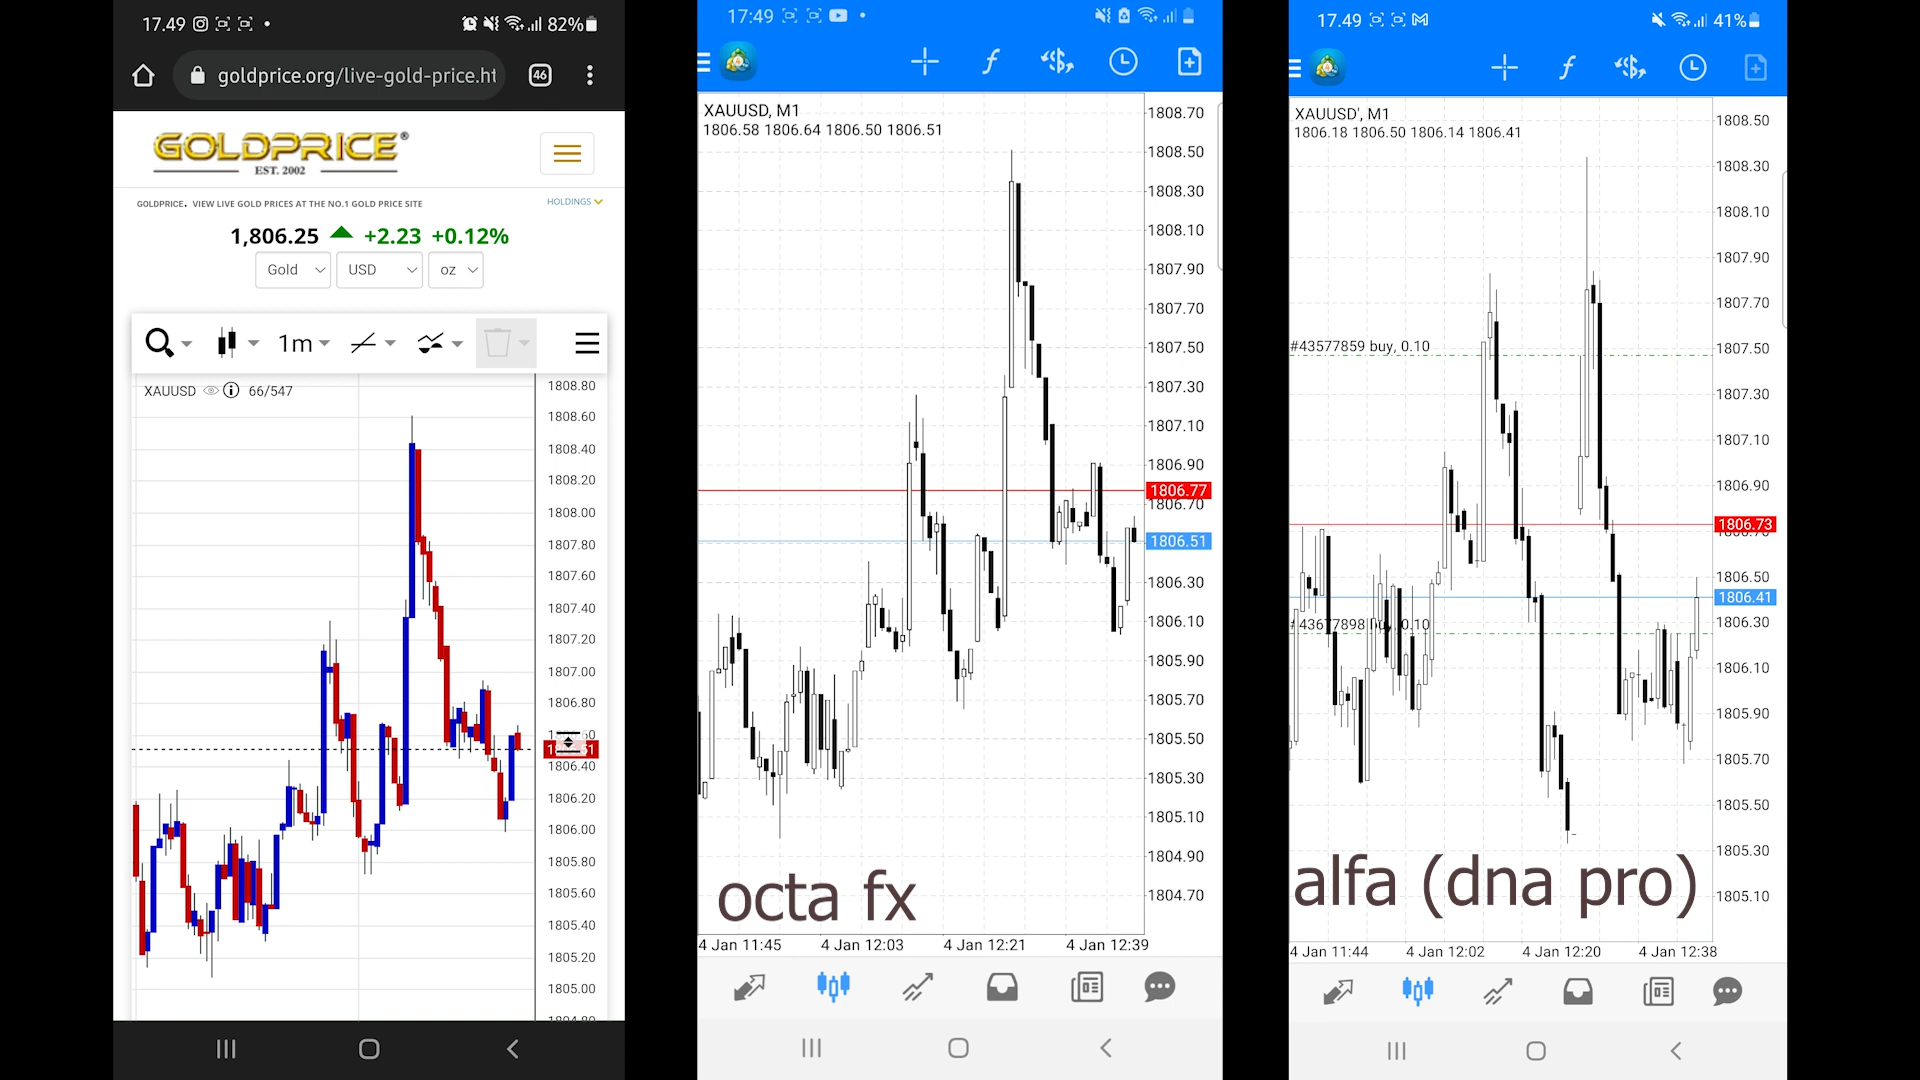 17.49
82%
goldprice.org/live-gold-price.ht
46
GOLDPRICE®
EST. 2002
GOLDPRICE. VIEW LIVE GOLD PRICES AT THE NO.1 GOLD PRICE SITE
HOLDINGS
1,806.25 +2.23 +0.12%
Gold
USD
oz
1m
XAUUSD 66/547
1808.80
1808.60
1808.40
1808.20
1808.00
1807.80
1807.60
1807.40
1807.20
1807.00
1806.80
1806.40
1806.20
1806.00
1805.80
1805.60
1805.40
1805.20
1805.00
1804.80
17:49
XAUUSD, M1
1806.58 1806.64 1806.50 1806.51
1808.70
1808.50
1808.30
1808.10
1807.90
1807.70
1807.50
1807.30
1807.10
1806.90
1806.77
1806.70
1806.51
1806.30
1806.10
1805.90
1805.70
1805.50
1805.30
1805.10
1804.90
1804.70
octa fx
4 Jan 11:45
4 Jan 12:03
4 Jan 12:21
4 Jan 12:39
17.49
41%
XAUUSD', M1
1806.18 1806.50 1806.14 1806.41
1808.50
1808.30
1808.10
1807.90
1807.70
#43577859 buy, 0.10
1807.50
1807.30
1807.10
1806.90
1806.73
1806.50
1806.41
#43677898 buy, 0.10
1806.30
1806.10
1805.90
1805.70
1805.50
1805.30
1805.10
alfa (dna pro)
4 Jan 11:44
4 Jan 12:02
4 Jan 12:20
4 Jan 12:38